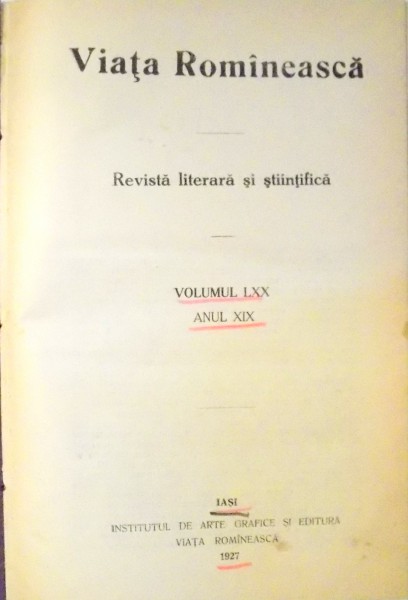 Viaţa Romînească
Revistă literară şi ştiinţifică
VOLUMUL LXX
ANUL XIX
IAŞI
INSTITUTUL DE ARTE GRAFICE ŞI EDITURĂ
VIAŢA ROMÎNEASCĂ
1927